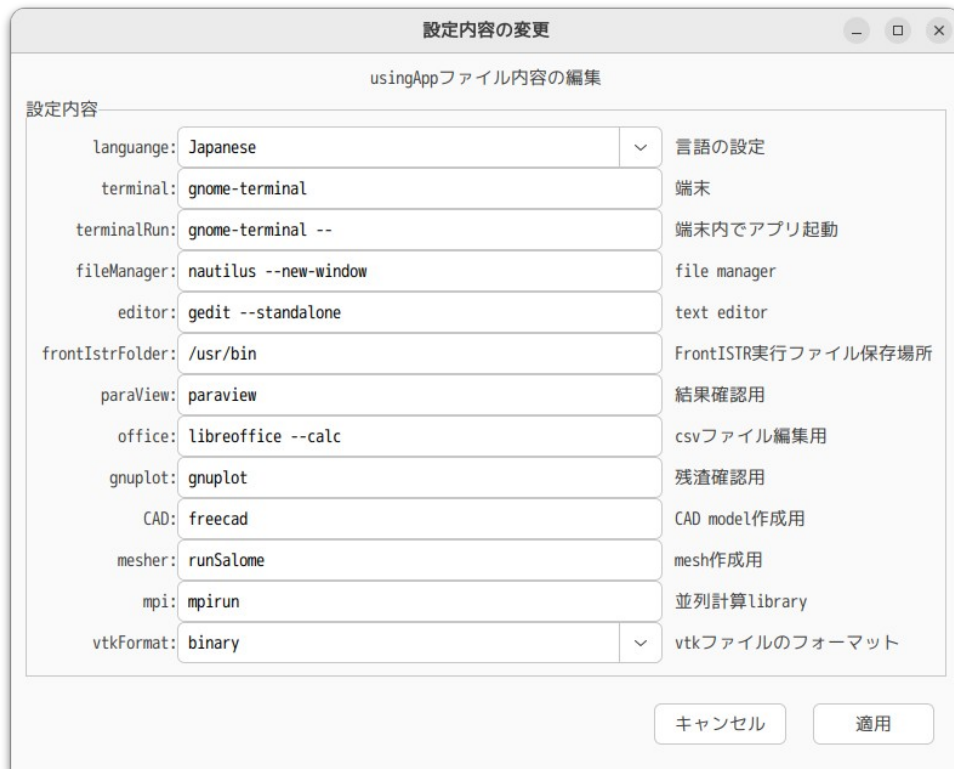 設定内容の変更
usingAppファイル内容の編集
設定内容
languange: Japanese 言語の設定
terminal: gnome-terminal 端末
terminalRun: gnome-terminal -- 端末内でアプリ起動
fileManager: nautilus --new-window file manager
editor: gedit --standalone text editor
frontIstrFolder: /usr/bin FrontISTR実行ファイル保存場所
paraView: paraview 結果確認用
office: libreoffice --calc csvファイル編集用
gnuplot: gnuplot 残渣確認用
CAD: freecad CAD model作成用
mesher: runSalome mesh作成用
mpi: mpirun 並列計算library
vtkFormat: binary vtkファイルのフォーマット
キャンセル 適用